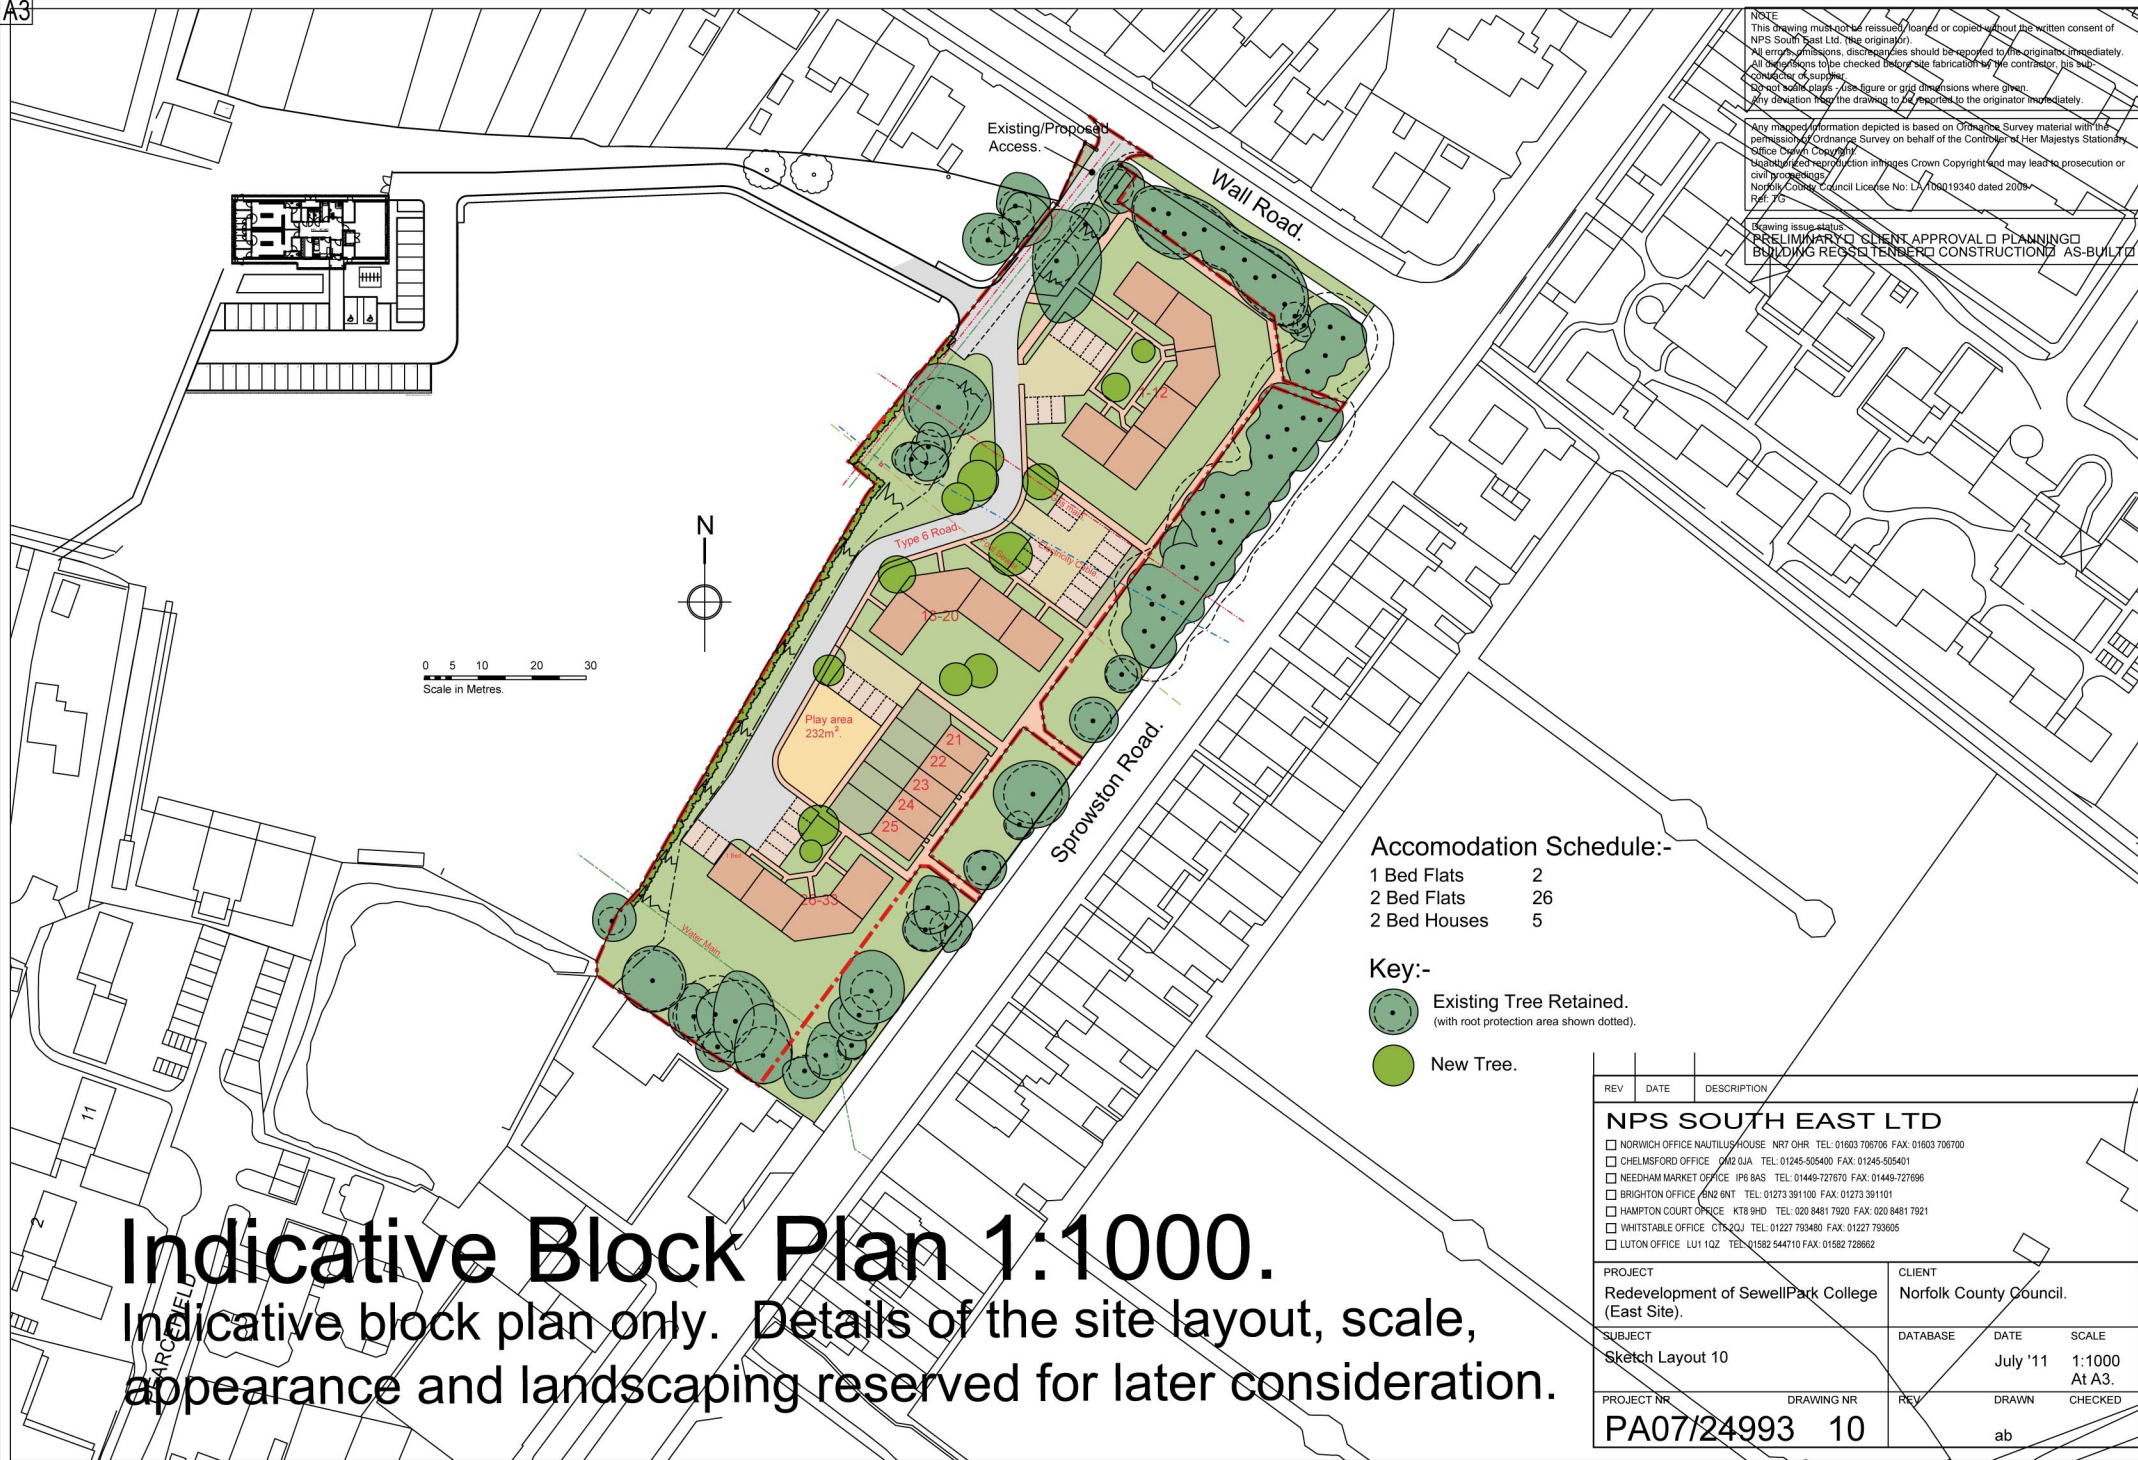 A3
NOTE
This drawing must not be reissued, loaned or copied without the written consent of
NPS South East Ltd. (the originator).
All errors, omissions, discrepancies should be reported to the originator immediately.
All dimensions to be checked before site fabrication by the contractor, his sub-
contractor or supplier.
Do not scale plans - use figure or grid dimensions where given.
Any deviation from the drawing to be reported to the originator immediately.
Any mapped information depicted is based on Ordnance Survey material with the
permission of Ordnance Survey on behalf of the Controller of Her Majestys Stationary
Office Crown Copyright.
Unauthorized reproduction infringes Crown Copyright and may lead to prosecution or
civil proceedings.
Norfolk County Council License No: LA 100019340 dated 2009
Ref: TG
Drawing issue status:
PRELIMINARY CLIENT APPROVAL PLANNING
BUILDING REGS TENDER CONSTRUCTION AS-BUILT
Existing/Proposed
Access.
Wall Road.
1-12
Gas main.
Electricity Cable.
Foul Sewer.
Type 6 Road.
N
0 5 10 20 30
Scale in Metres.
Play area
232m².
21
22
23
24
25
1 Bed
26-33
Water Main.
Sprowston Road.
Accomodation Schedule:-
1 Bed Flats 2
2 Bed Flats 26
2 Bed Houses 5
Key:-
Existing Tree Retained.
(with root protection area shown dotted).
New Tree.
11
2
Indicative Block Plan 1:1000.
Indicative block plan only. Details of the site layout, scale,
appearance and landscaping reserved for later consideration.
REV DATE DESCRIPTION
NPS SOUTH EAST LTD
NORWICH OFFICE NAUTILUS HOUSE NR7 OHR TEL: 01603 706706 FAX: 01603 706700
CHELMSFORD OFFICE CM2 0JA TEL: 01245-505400 FAX: 01245-505401
NEEDHAM MARKET OFFICE IP6 8AS TEL: 01449-727670 FAX: 01449-727696
BRIGHTON OFFICE BN2 6NT TEL: 01273 391100 FAX: 01273 391101
HAMPTON COURT OFFICE KT8 9HD TEL: 020 8481 7920 FAX: 020 8481 7921
WHITSTABLE OFFICE CT5 2QJ TEL: 01227 793480 FAX: 01227 793605
LUTON OFFICE LU1 1QZ TEL: 01582 544710 FAX: 01582 728662
PROJECT
Redevelopment of SewellPark College
(East Site).
CLIENT
Norfolk County Council.
SUBJECT
Sketch Layout 10
DATABASE DATE SCALE
July '11 1:1000
At A3.
PROJECT NR DRAWING NR REV DRAWN CHECKED
PA07/24993 10
ab